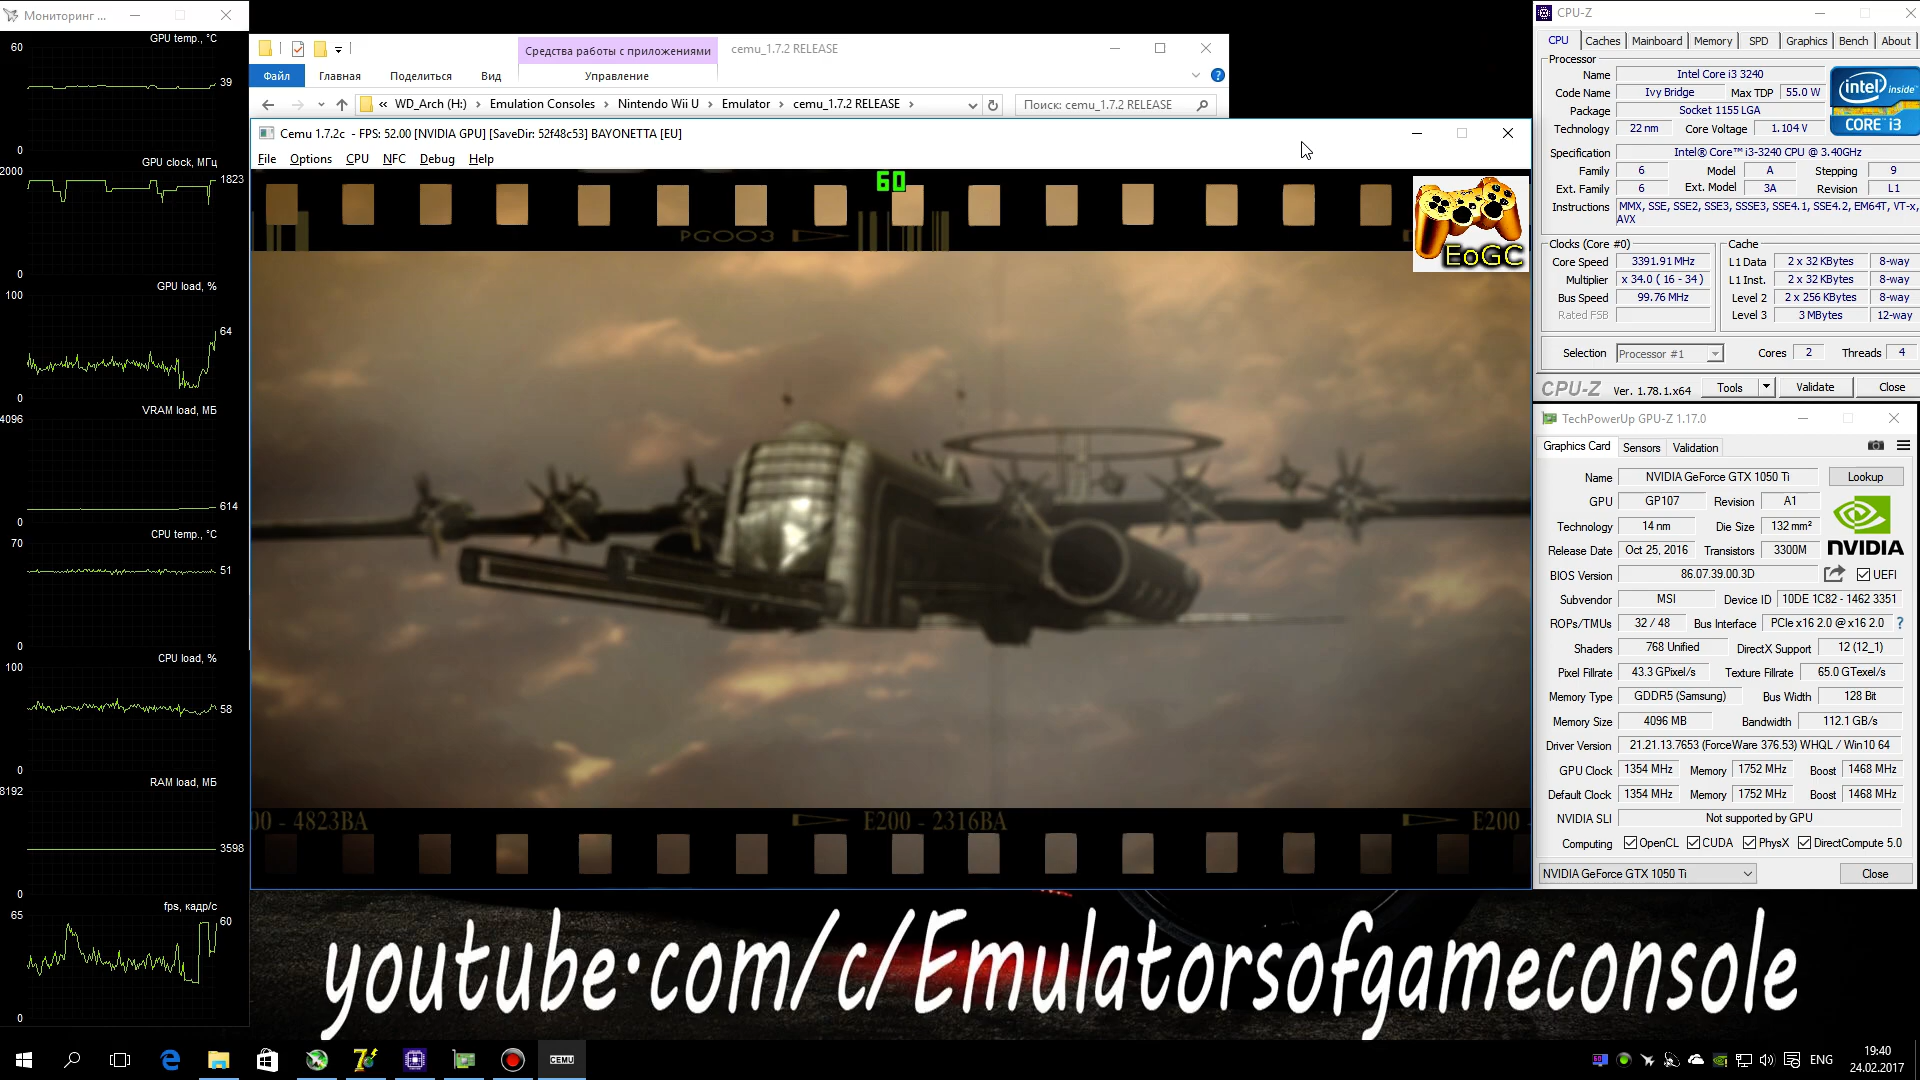 Мониторинг ...
GPU temp., °C
60
39
0
GPU clock, МГц
2000
1823
0
GPU load, %
100
64
0
VRAM load, МБ
4096
614
0
CPU temp., °C
70
51
0
CPU load, %
100
58
0
RAM load, МБ
8192
3598
0
fps, кадр/с
65
60
0
Средства работы с приложениями
cemu_1.7.2 RELEASE
Файл Главная Поделиться Вид Управление
« WD_Arch (H:) › Emulation Consoles › Nintendo Wii U › Emulator › cemu_1.7.2 RELEASE ›
Поиск: cemu_1.7.2 RELEASE
Cemu 1.7.2c - FPS: 52.00 [NVIDIA GPU] [SaveDir: 52f48c53] BAYONETTA [EU]
File Options CPU NFC Debug Help
60
PG003
EoGC
00 - 4823BA
E200 - 2316BA
E200 -
youtube.com/c/Emulatorsofgameconsole
CPU-Z
CPU Caches Mainboard Memory SPD Graphics Bench About
Processor
Name Intel Core i3 3240
Code Name Ivy Bridge Max TDP 55.0 W
Package Socket 1155 LGA
Technology 22 nm Core Voltage 1.104 V
intel inside™
CORE i3
Specification Intel® Core™ i3-3240 CPU @ 3.40GHz
Family 6 Model A Stepping 9
Ext. Family 6 Ext. Model 3A Revision L1
Instructions MMX, SSE, SSE2, SSE3, SSSE3, SSE4.1, SSE4.2, EM64T, VT-x,
AVX
Clocks (Core #0)
Core Speed 3391.91 MHz
Multiplier x 34.0 ( 16 - 34 )
Bus Speed 99.76 MHz
Rated FSB
Cache
L1 Data 2 x 32 KBytes 8-way
L1 Inst. 2 x 32 KBytes 8-way
Level 2 2 x 256 KBytes 8-way
Level 3 3 MBytes 12-way
Selection Processor #1 Cores 2 Threads 4
CPU-Z Ver. 1.78.1.x64 Tools Validate Close
TechPowerUp GPU-Z 1.17.0
Graphics Card Sensors Validation
Name NVIDIA GeForce GTX 1050 Ti Lookup
GPU GP107 Revision A1
Technology 14 nm Die Size 132 mm²
Release Date Oct 25, 2016 Transistors 3300M
NVIDIA
BIOS Version 86.07.39.00.3D UEFI
Subvendor MSI Device ID 10DE 1C82 - 1462 3351
ROPs/TMUs 32 / 48 Bus Interface PCIe x16 2.0 @ x16 2.0 ?
Shaders 768 Unified DirectX Support 12 (12_1)
Pixel Fillrate 43.3 GPixel/s Texture Fillrate 65.0 GTexel/s
Memory Type GDDR5 (Samsung) Bus Width 128 Bit
Memory Size 4096 MB Bandwidth 112.1 GB/s
Driver Version 21.21.13.7653 (ForceWare 376.53) WHQL / Win10 64
GPU Clock 1354 MHz Memory 1752 MHz Boost 1468 MHz
Default Clock 1354 MHz Memory 1752 MHz Boost 1468 MHz
NVIDIA SLI Not supported by GPU
Computing OpenCL CUDA PhysX DirectCompute 5.0
NVIDIA GeForce GTX 1050 Ti Close
CEMU
ENG
19:40
24.02.2017